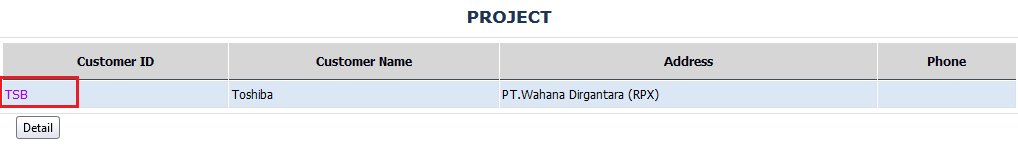 PROJECT
Customer ID Customer Name Address Phone
TSB Toshiba PT.Wahana Dirgantara (RPX)
Detail